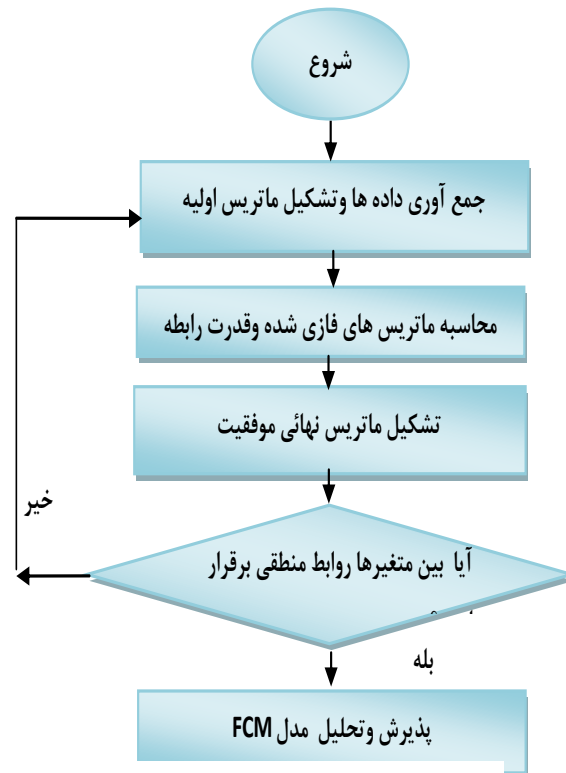 شروع
جمع آوری داده ها وتشکیل ماتریس اولیه
محاسبه ماتریس های فازی شده وقدرت رابطه
تشکیل ماتریس نهائی موفقیت
خیر
آیا بین متغیرها روابط منطقی برقرار
بله
پذیرش وتحلیل مدل FCM